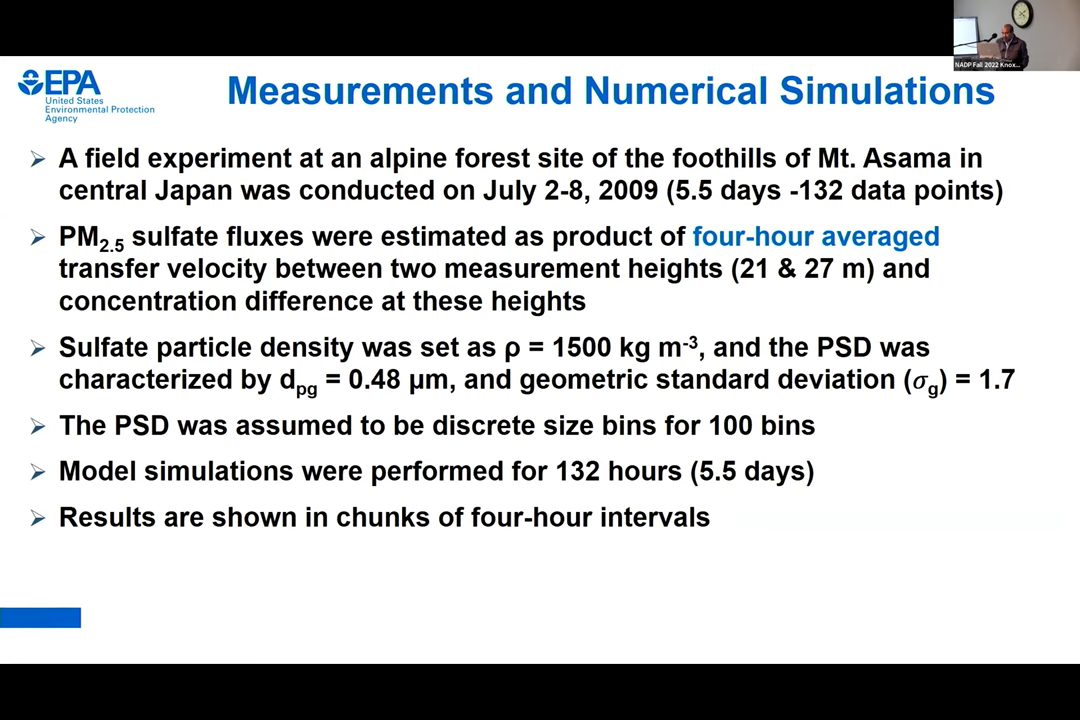 EPA
United States
Environmental Protection
Agency
Measurements and Numerical Simulations
NADP Fall 2022 Knox...
➢ A field experiment at an alpine forest site of the foothills of Mt. Asama in
central Japan was conducted on July 2-8, 2009 (5.5 days -132 data points)
➢ PM2.5 sulfate fluxes were estimated as product of four-hour averaged
transfer velocity between two measurement heights (21 & 27 m) and
concentration difference at these heights
➢ Sulfate particle density was set as ρ = 1500 kg m-3, and the PSD was
characterized by dpg = 0.48 μm, and geometric standard deviation (σg) = 1.7
➢ The PSD was assumed to be discrete size bins for 100 bins
➢ Model simulations were performed for 132 hours (5.5 days)
➢ Results are shown in chunks of four-hour intervals